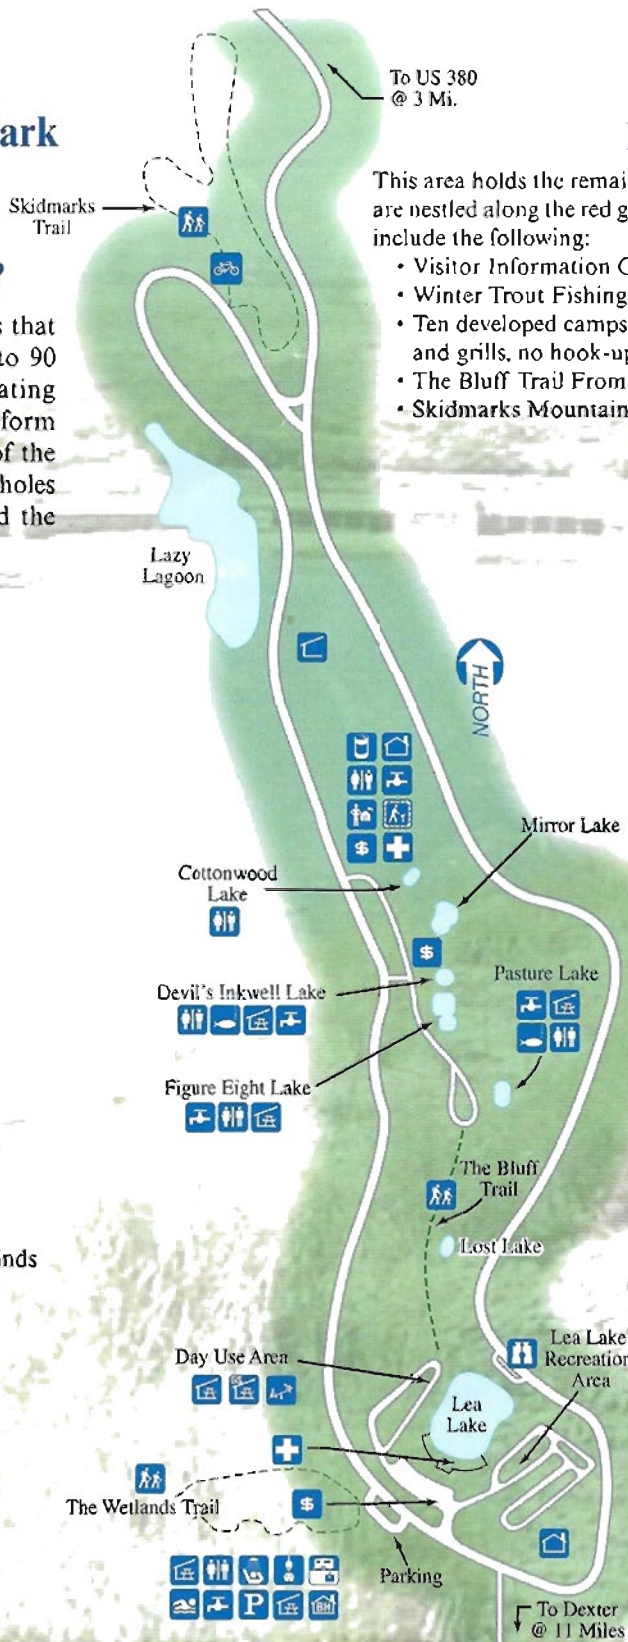 ark
s that
to 90
ating
form
of the
holes
d the
To US 380
@ 3 Mi.
This area holds the remai
are nestled along the red g
include the following:
• Visitor Information C
• Winter Trout Fishing
• Ten developed camps
and grills, no hook-up
• The Bluff Trail From
• Skidmarks Mountain
Skidmarks
Trail
Lazy
Lagoon
NORTH
$
Mirror Lake
Cottonwood
Lake
$
Devil's Inkwell Lake
Pasture Lake
Figure Eight Lake
The Bluff
Trail
Lost Lake
inds
Day Use Area
Lea Lake
Recreation
Area
Lea
Lake
The Wetlands Trail
$
Parking
P
BH
To Dexter
@ 11 Miles